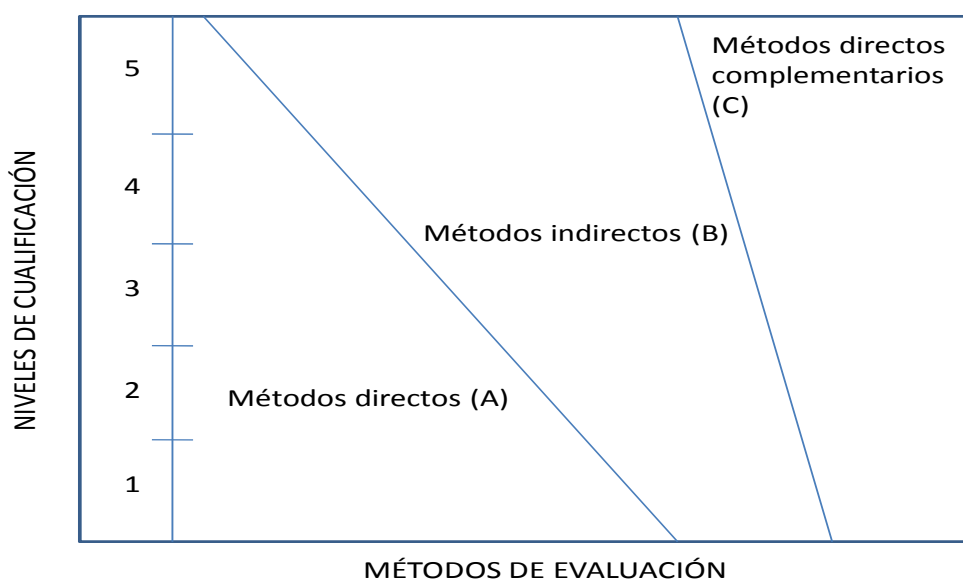 NIVELES DE CUALIFICACIÓN
5
4
3
2
1
Métodos directos
complementarios
(C)
Métodos indirectos (B)
Métodos directos (A)
MÉTODOS DE EVALUACIÓN